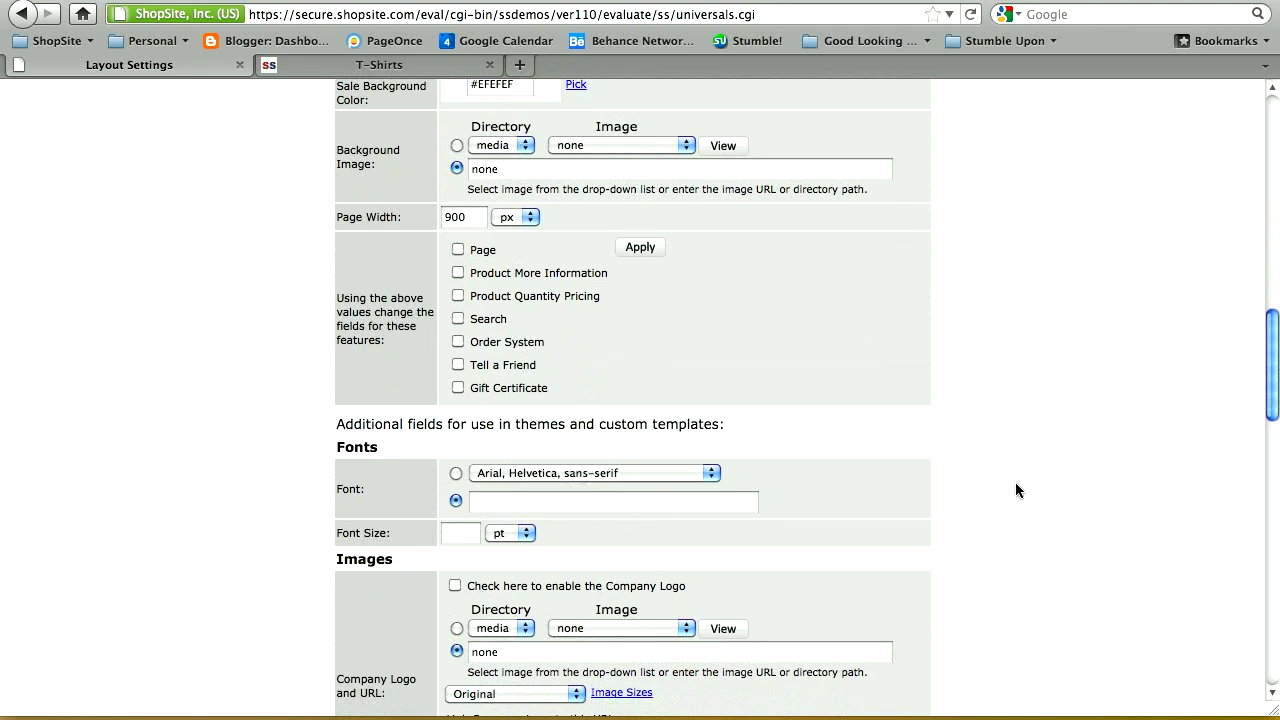 ShopSite, Inc. (US) https://secure.shopsite.com/eval/cgi-bin/ssdemos/ver110/evaluate/ss/universals.cgi Google
ShopSite Personal Blogger: Dashbo... PageOnce 4 Google Calendar Bē Behance Networ... SU Stumble! Good Looking ... Stumble Upon Bookmarks
Layout Settings SS T-Shirts
Sale Background Color: #EFEFEF Pick
Directory Image
Background Image: media none View
none
Select image from the drop-down list or enter the image URL or directory path.
Page Width: 900 px
Using the above values change the fields for these features:
Page Apply
Product More Information
Product Quantity Pricing
Search
Order System
Tell a Friend
Gift Certificate
Additional fields for use in themes and custom templates:
Fonts
Font: Arial, Helvetica, sans-serif
Font Size: pt
Images
Check here to enable the Company Logo
Directory Image
media none View
none
Select image from the drop-down list or enter the image URL or directory path.
Company Logo and URL: Original Image Sizes